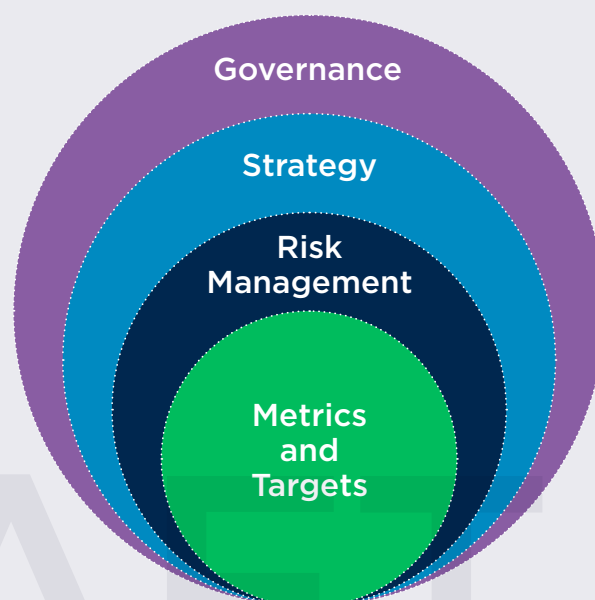 Governance
Strategy
Risk
Management
Metrics
and
Targets